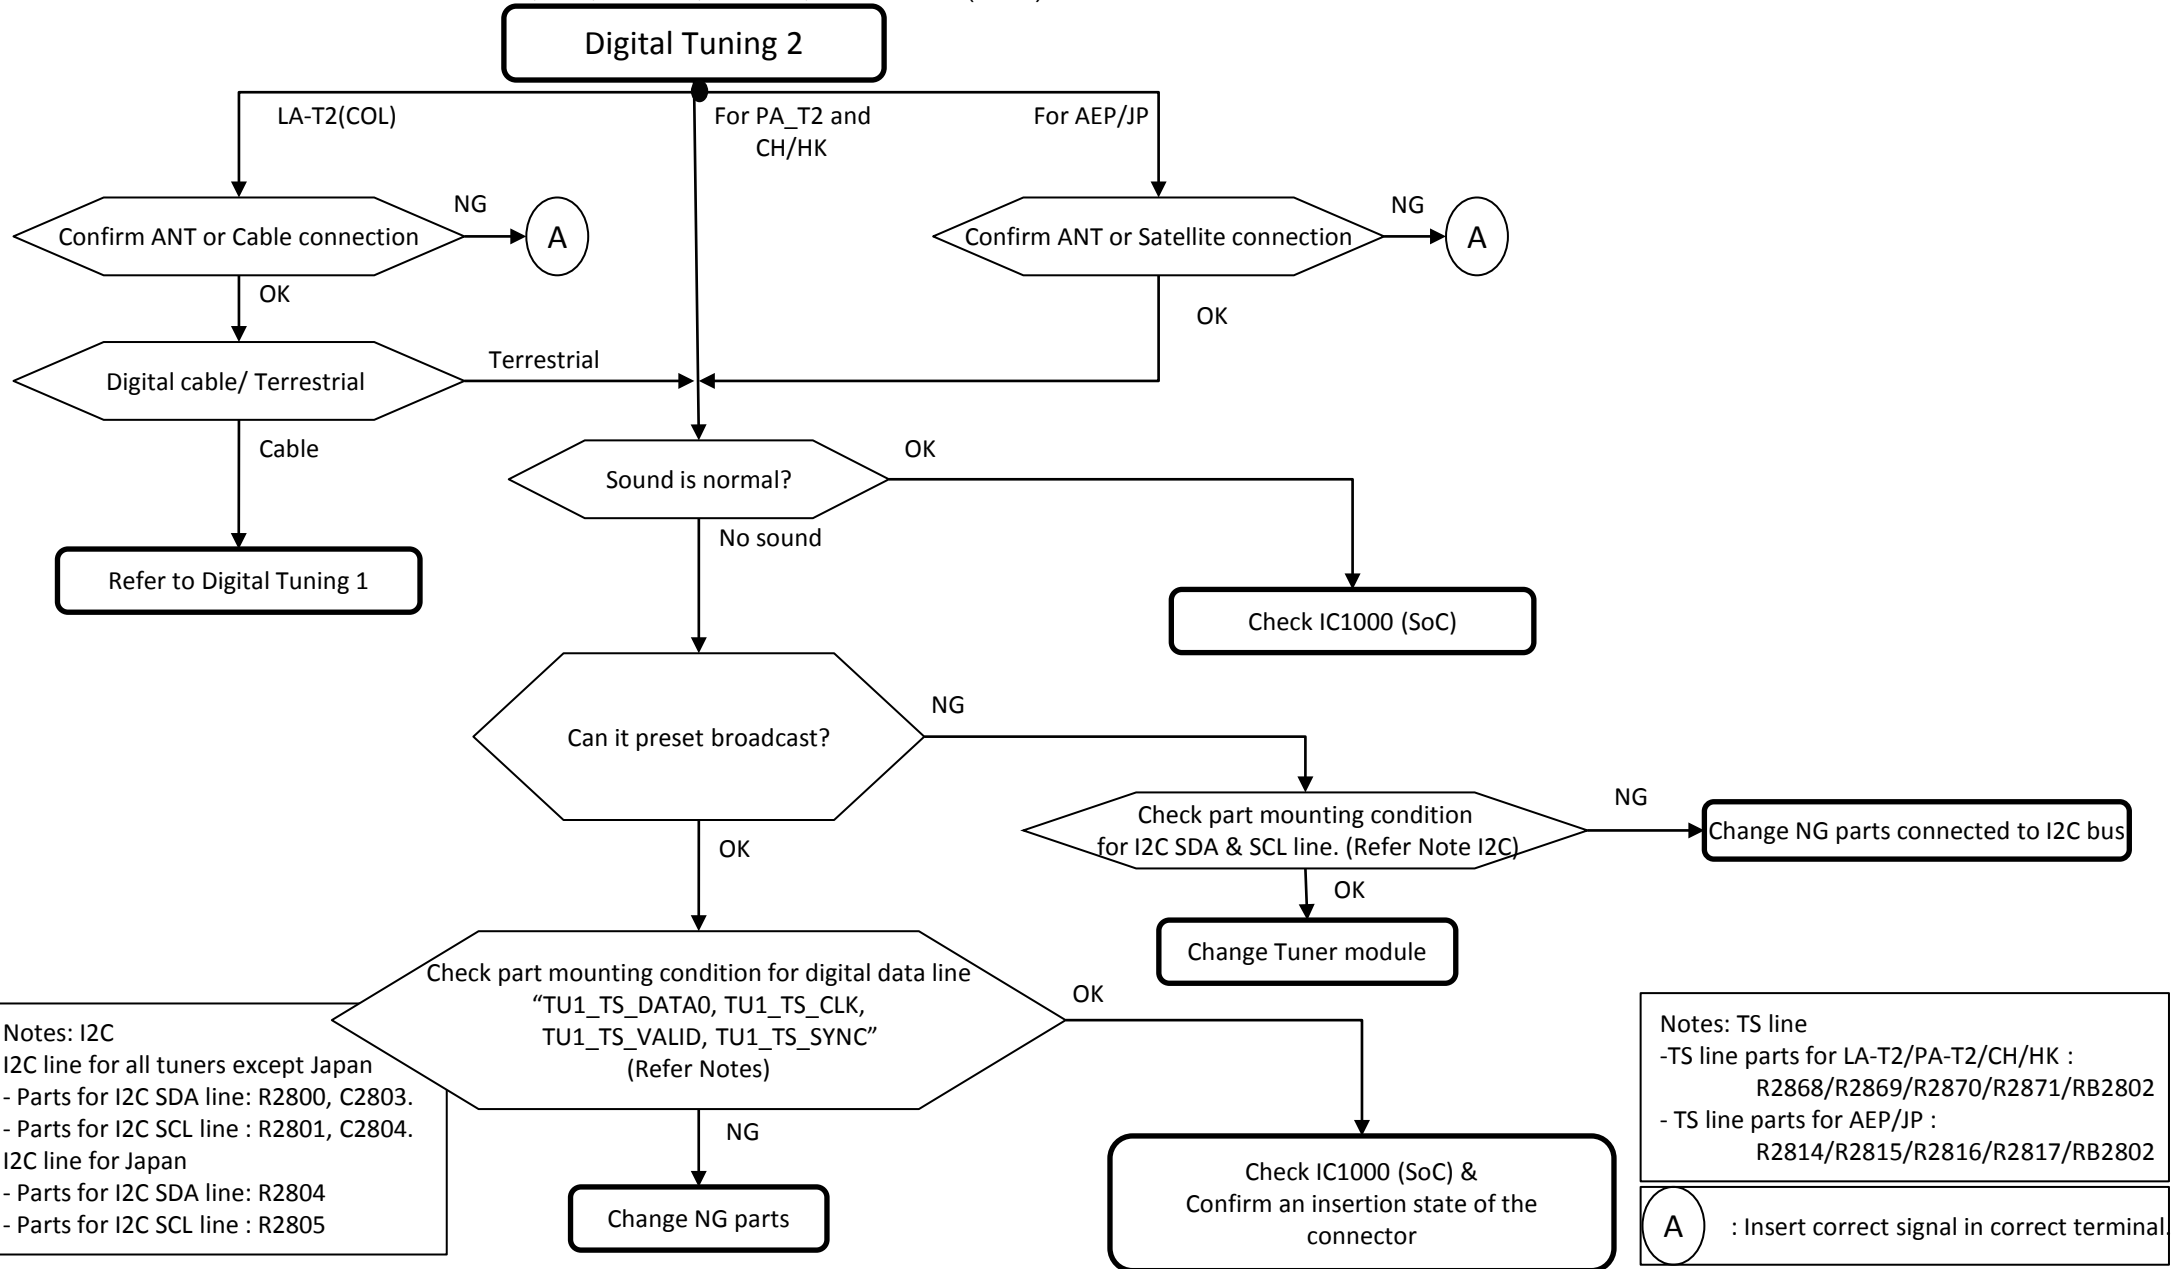 Digital Tuning 2
LA-T2(COL)
For PA_T2 and
CH/HK
For AEP/JP
Confirm ANT or Cable connection
NG
A
OK
Confirm ANT or Satellite connection
NG
A
OK
Digital cable/ Terrestrial
Terrestrial
Cable
Refer to Digital Tuning 1
Sound is normal?
OK
No sound
Check IC1000 (SoC)
Can it preset broadcast?
NG
OK
Check part mounting condition
for I2C SDA & SCL line. (Refer Note I2C)
NG
Change NG parts connected to I2C bus
OK
Change Tuner module
Check part mounting condition for digital data line
“TU1_TS_DATA0, TU1_TS_CLK,
TU1_TS_VALID, TU1_TS_SYNC”
(Refer Notes)
OK
NG
Change NG parts
Check IC1000 (SoC) &
Confirm an insertion state of the
connector
Notes: I2C
I2C line for all tuners except Japan
- Parts for I2C SDA line: R2800, C2803.
- Parts for I2C SCL line : R2801, C2804.
I2C line for Japan
- Parts for I2C SDA line: R2804
- Parts for I2C SCL line : R2805
Notes: TS line
-TS line parts for LA-T2/PA-T2/CH/HK :
R2868/R2869/R2870/R2871/RB2802
- TS line parts for AEP/JP :
R2814/R2815/R2816/R2817/RB2802
A : Insert correct signal in correct terminal.